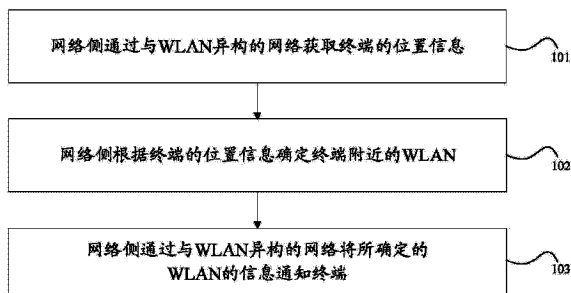 网络侧通过与WLAN异构的网络获取终端的位置信息
101
网络侧根据终端的位置信息确定终端附近的WLAN
102
网络侧通过与WLAN异构的网络将所确定的
WLAN的信息通知终端
103